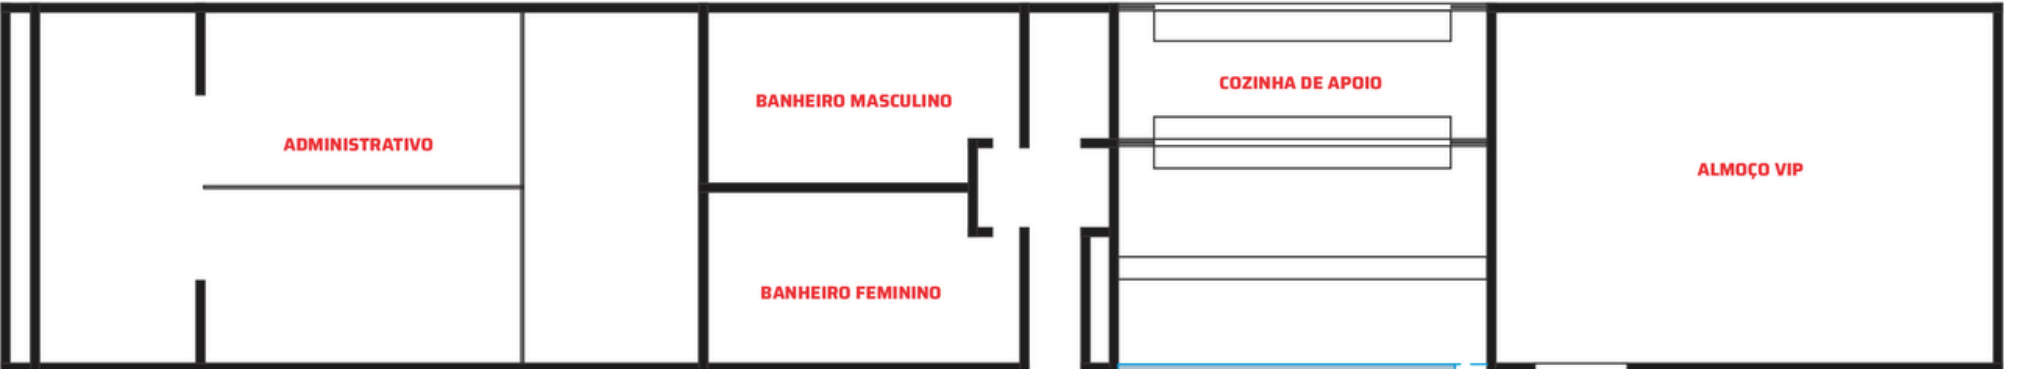 ADMINISTRATIVO
BANHEIRO MASCULINO
BANHEIRO FEMININO
COZINHA DE APOIO
ALMOÇO VIP